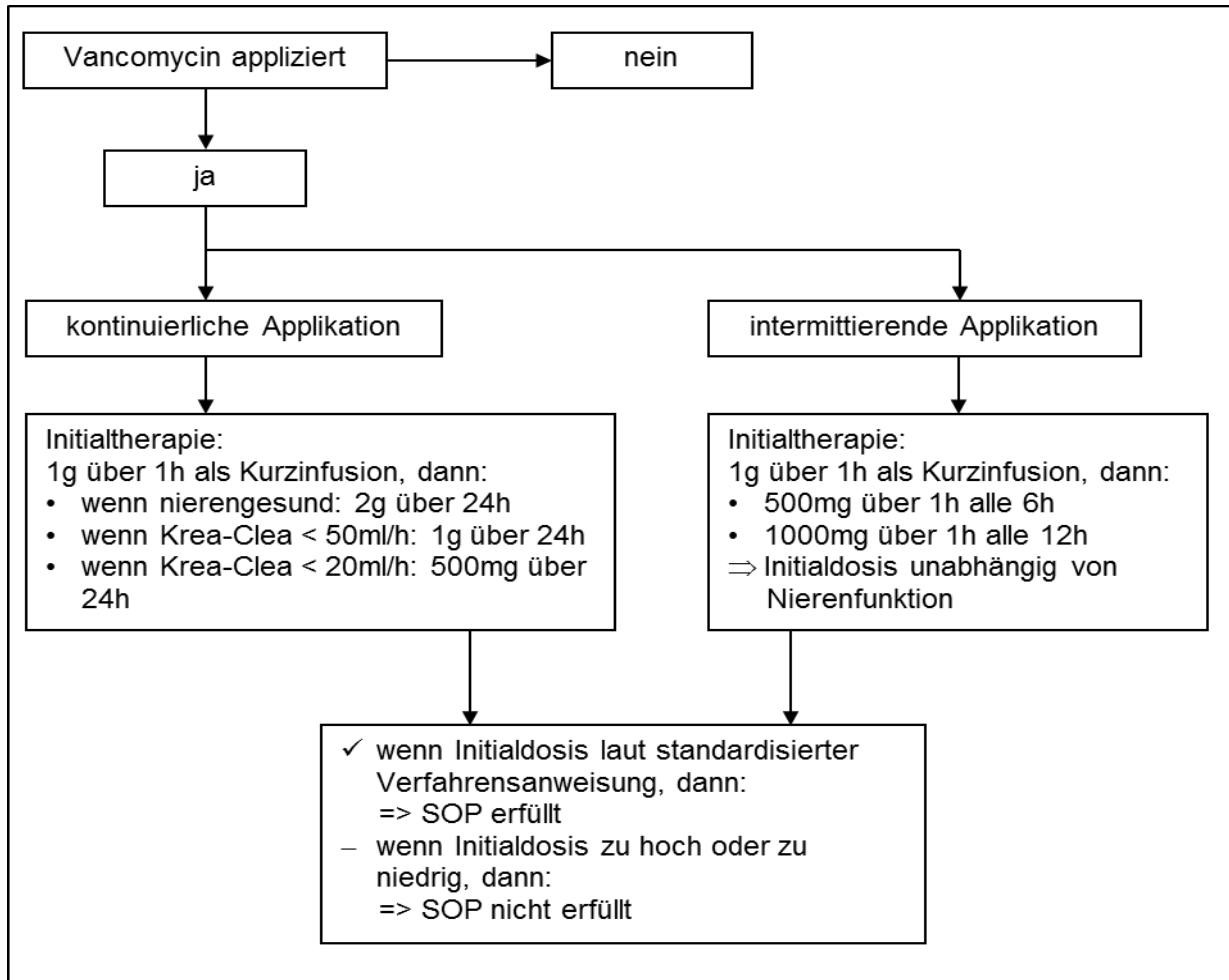 Vancomycin appliziert
nein
ja
kontinuierliche Applikation
intermittierende Applikation
Initialtherapie:
1g über 1h als Kurzinfusion, dann:
• wenn nierengesund: 2g über 24h
• wenn Krea-Clea < 50ml/h: 1g über 24h
• wenn Krea-Clea < 20ml/h: 500mg über
24h
Initialtherapie:
1g über 1h als Kurzinfusion, dann:
• 500mg über 1h alle 6h
• 1000mg über 1h alle 12h
⇒ Initialdosis unabhängig von
Nierenfunktion
✓ wenn Initialdosis laut standardisierter
Verfahrensanweisung, dann:
=> SOP erfüllt
– wenn Initialdosis zu hoch oder zu
niedrig, dann:
=> SOP nicht erfüllt